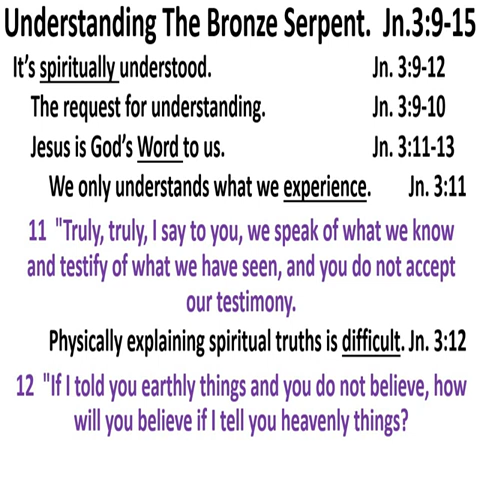 Understanding The Bronze Serpent. Jn.3:9-15
It's spiritually understood. Jn. 3:9-12
The request for understanding. Jn. 3:9-10
Jesus is God's Word to us. Jn. 3:11-13
We only understands what we experience. Jn. 3:11
11 "Truly, truly, I say to you, we speak of what we know
and testify of what we have seen, and you do not accept
our testimony.
Physically explaining spiritual truths is difficult. Jn. 3:12
12 "If I told you earthly things and you do not believe, how
will you believe if I tell you heavenly things?